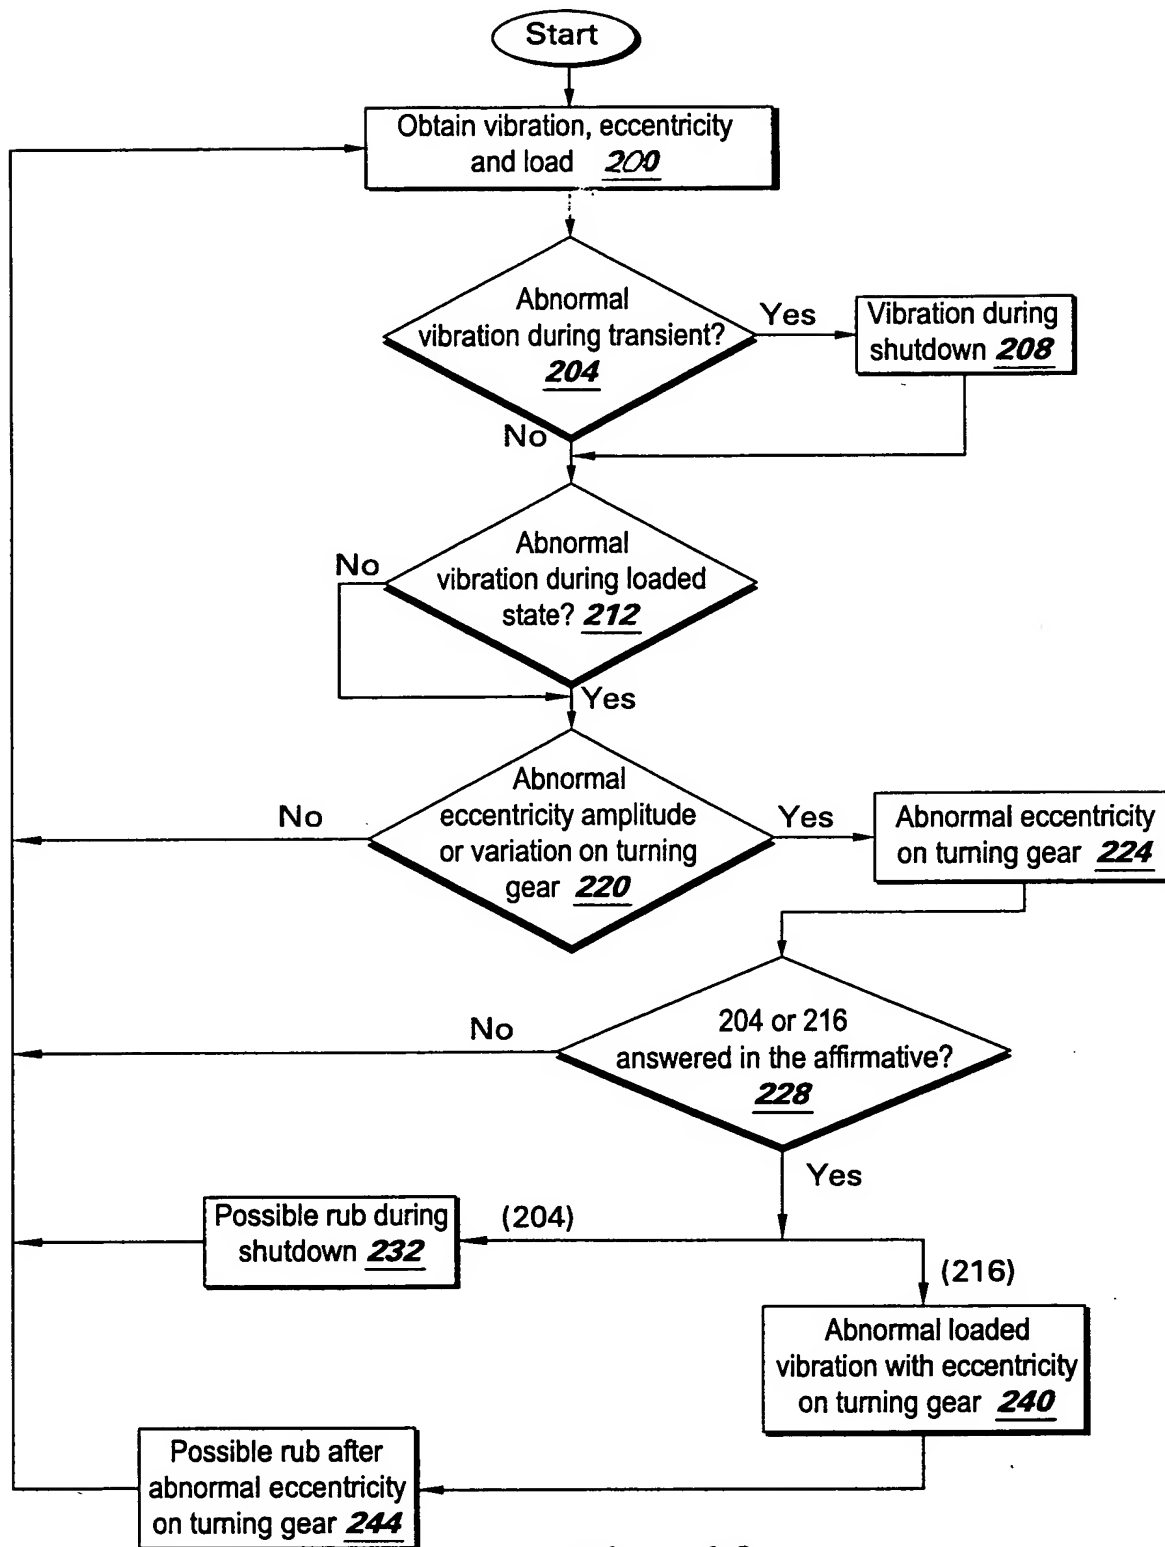 Start
Obtain vibration, eccentricity
and load 200
Abnormal
vibration during transient?
204
Yes
Vibration during
shutdown 208
No
Abnormal
vibration during loaded
state? 212
No
Yes
Abnormal
eccentricity amplitude
or variation on turning
gear 220
No
Yes
Abnormal eccentricity
on turning gear 224
204 or 216
answered in the affirmative?
228
No
Yes
(204)
Possible rub during
shutdown 232
(216)
Abnormal loaded
vibration with eccentricity
on turning gear 240
Possible rub after
abnormal eccentricity
on turning gear 244